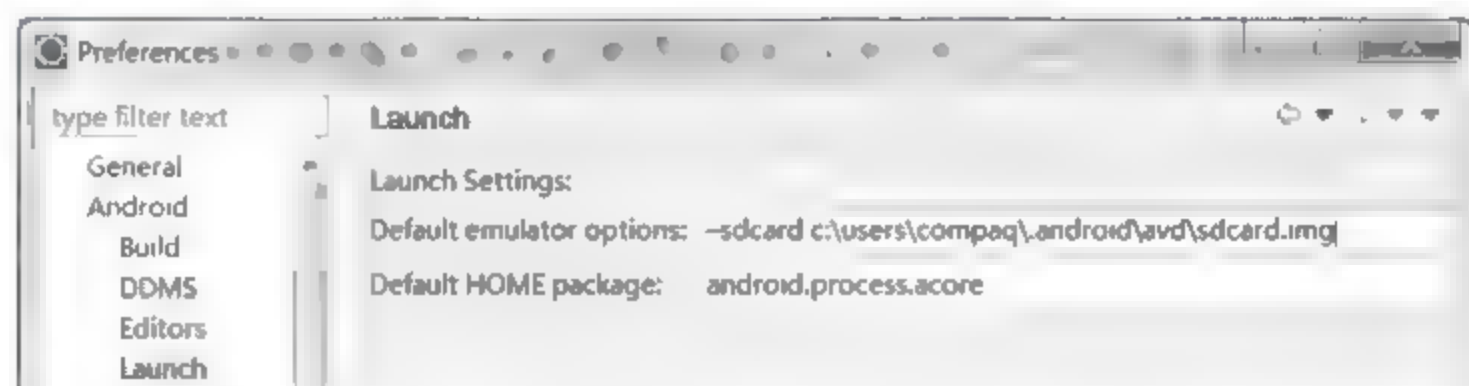 Preferences
type filter text
Launch
General
Launch Settings:
Android
Default emulator options: -sdcard c:\users\compaq\.android\avd\sdcard.img
Build
Default HOME package: android.process.acore
DDMS
Editors
Launch